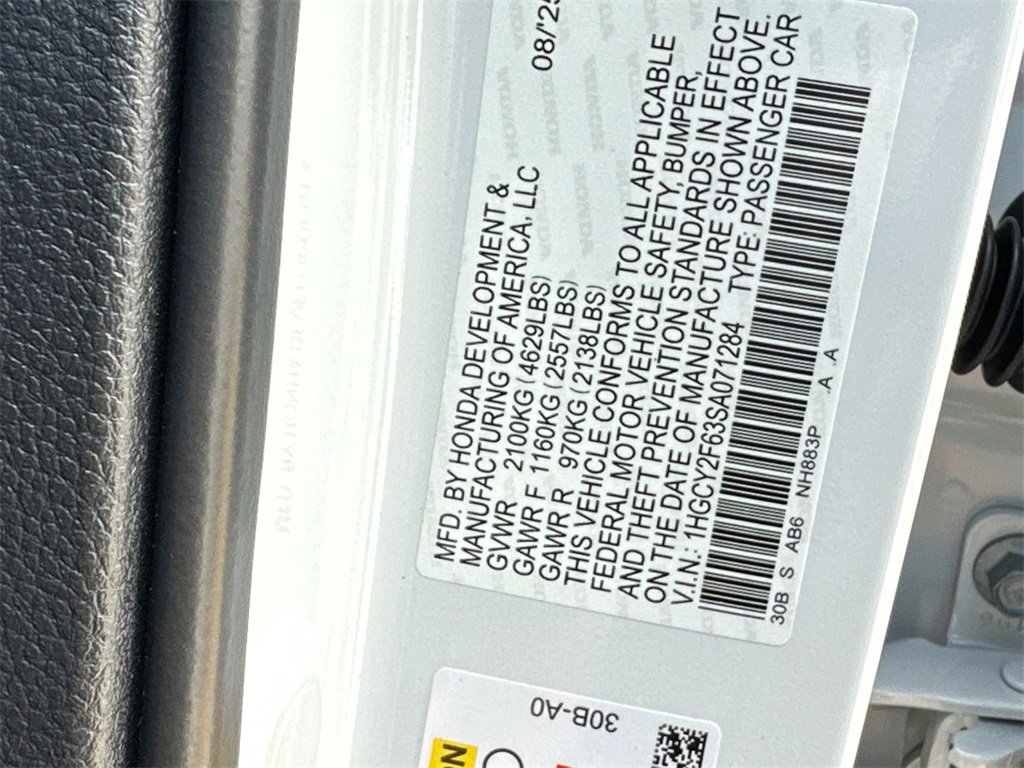 08/'25
MFD. BY HONDA DEVELOPMENT &
MANUFACTURING OF AMERICA, LLC
GVWR 2100KG (4629LBS)
GAWR F 1160KG (2557LBS)
GAWR R 970KG (2138LBS)
THIS VEHICLE CONFORMS TO ALL APPLICABLE
FEDERAL MOTOR VEHICLE SAFETY, BUMPER,
AND THEFT PREVENTION STANDARDS IN EFFECT
ON THE DATE OF MANUFACTURE SHOWN ABOVE.
V.I.N.: 1HGCY2F63SA071284 TYPE: PASSENGER CAR
30B S AB6 NH883P .A A
30B-A0